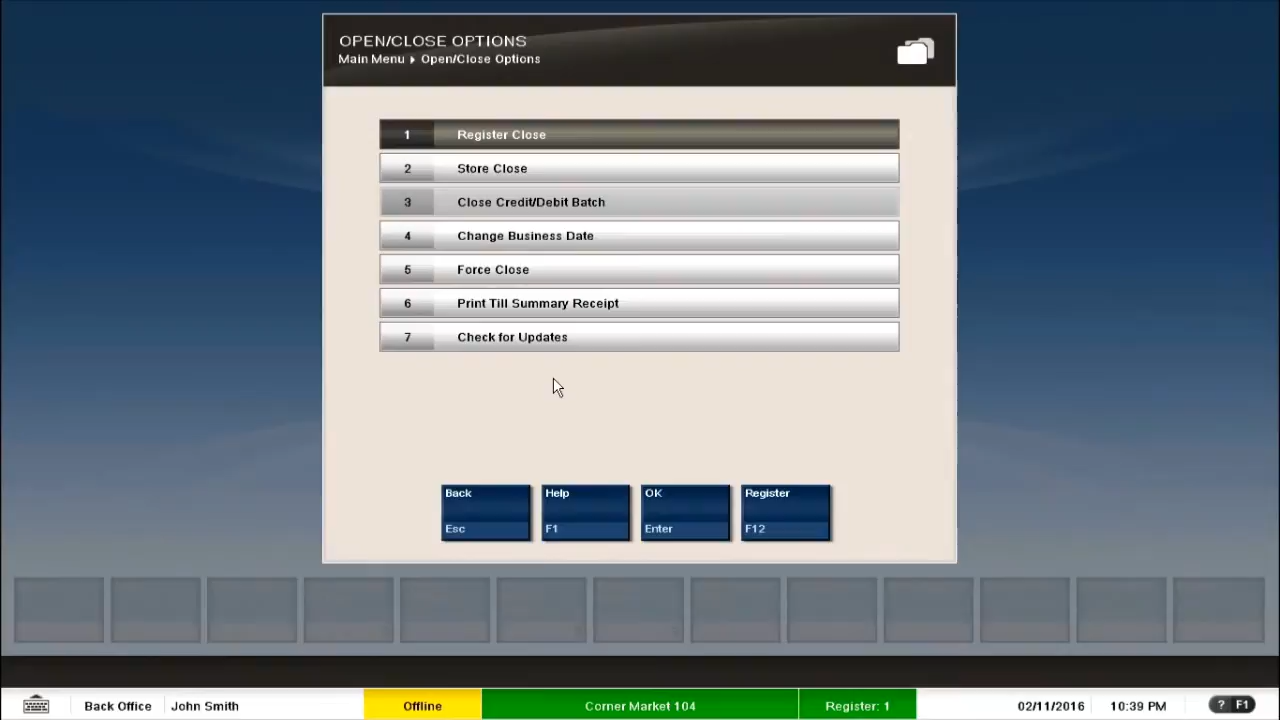 OPEN/CLOSE OPTIONS
Main Menu ▸ Open/Close Options
1 Register Close
2 Store Close
3 Close Credit/Debit Batch
4 Change Business Date
5 Force Close
6 Print Till Summary Receipt
7 Check for Updates
Back Help OK Register
Esc F1 Enter F12
Back Office John Smith Offline Corner Market 104 Register: 1 02/11/2016 10:39 PM ? F1